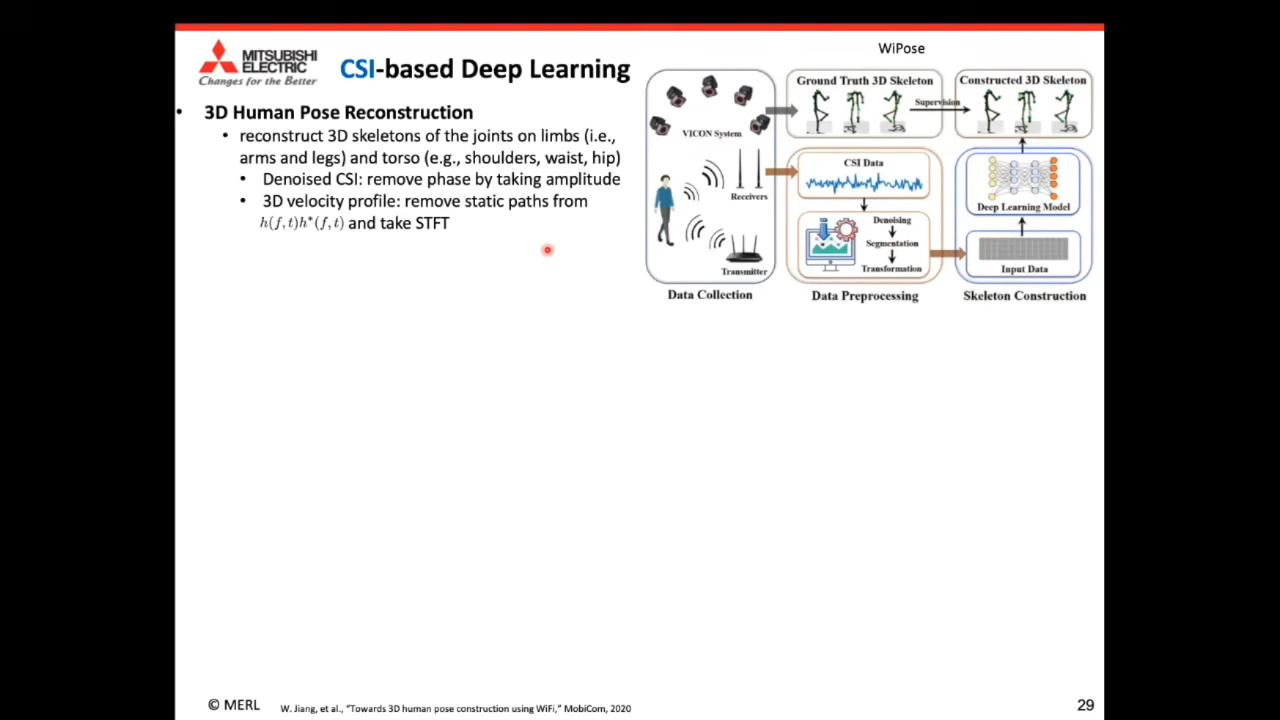 MITSUBISHI
ELECTRIC
Changes for the Better
CSI-based Deep Learning
• 3D Human Pose Reconstruction
• reconstruct 3D skeletons of the joints on limbs (i.e.,
arms and legs) and torso (e.g., shoulders, waist, hip)
• Denoised CSI: remove phase by taking amplitude
• 3D velocity profile: remove static paths from
h(f,t)h*(f,t) and take STFT
WiPose
Ground Truth 3D Skeleton
Supervision
Constructed 3D Skeleton
VICON System
Receivers
Transmitter
Data Collection
CSI Data
Denoising
Segmentation
Transformation
Data Preprocessing
Deep Learning Model
Input Data
Skeleton Construction
© MERL
W. Jiang, et al., "Towards 3D human pose construction using WiFi," MobiCom, 2020
29